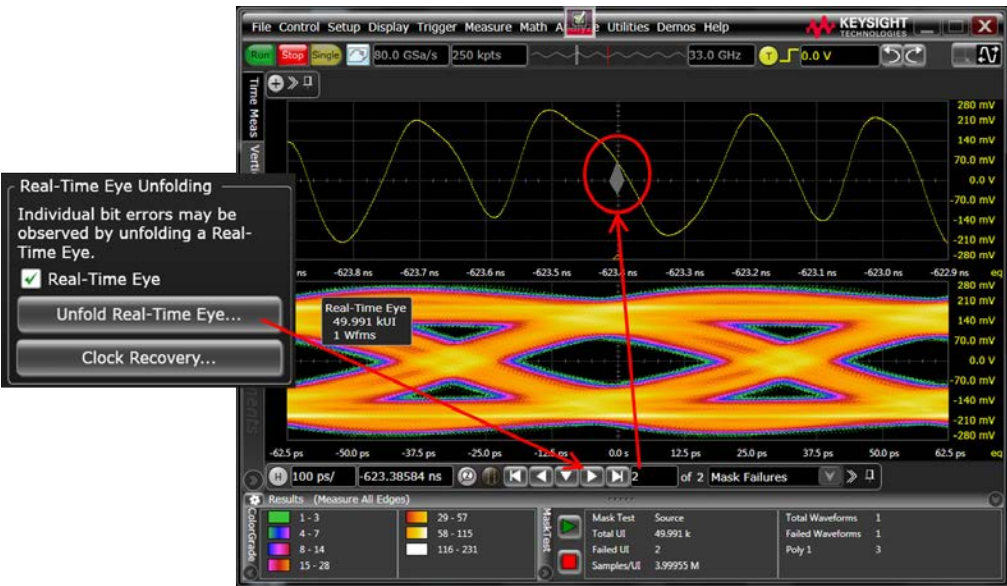 File Control Setup Display Trigger Measure Math Analyze Utilities Demos Help
KEYSIGHT
TECHNOLOGIES
Run Stop Single 80.0 GSa/s 250 kpts 33.0 GHz T 0.0 V
Time Meas
280 mV
210 mV
140 mV
70.0 mV
0.0 V
-70.0 mV
-140 mV
-210 mV
-280 mV
Real-Time Eye Unfolding
Individual bit errors may be
observed by unfolding a Real-
Time Eye.
Real-Time Eye
Unfold Real-Time Eye...
Clock Recovery...
ns -623.8 ns -623.7 ns -623.6 ns -623.5 ns -623.3 ns -623.2 ns -623.1 ns -623.0 ns -622.9 ns eq
280 mV
210 mV
140 mV
70.0 mV
0.0 V
-70.0 mV
-140 mV
-210 mV
-280 mV
Real-Time Eye
49.991 kUI
1 Wfms
-62.5 ps -50.0 ps -37.5 ps -25.0 ps -12.5 ps 0.0 s 12.5 ps 25.0 ps 37.5 ps 50.0 ps 62.5 ps eq
H 100 ps/ -623.38584 ns 2 of 2 Mask Failures
Results (Measure All Edges)
ColorGrade
1 - 3 29 - 57
4 - 7 58 - 115
8 - 14 116 - 231
15 - 28
MaskTest
Mask Test Source Total Waveforms 1
Total UI 49.991 k Failed Waveforms 1
Failed UI 2 Poly 1 3
Samples/UI 3.99955 M